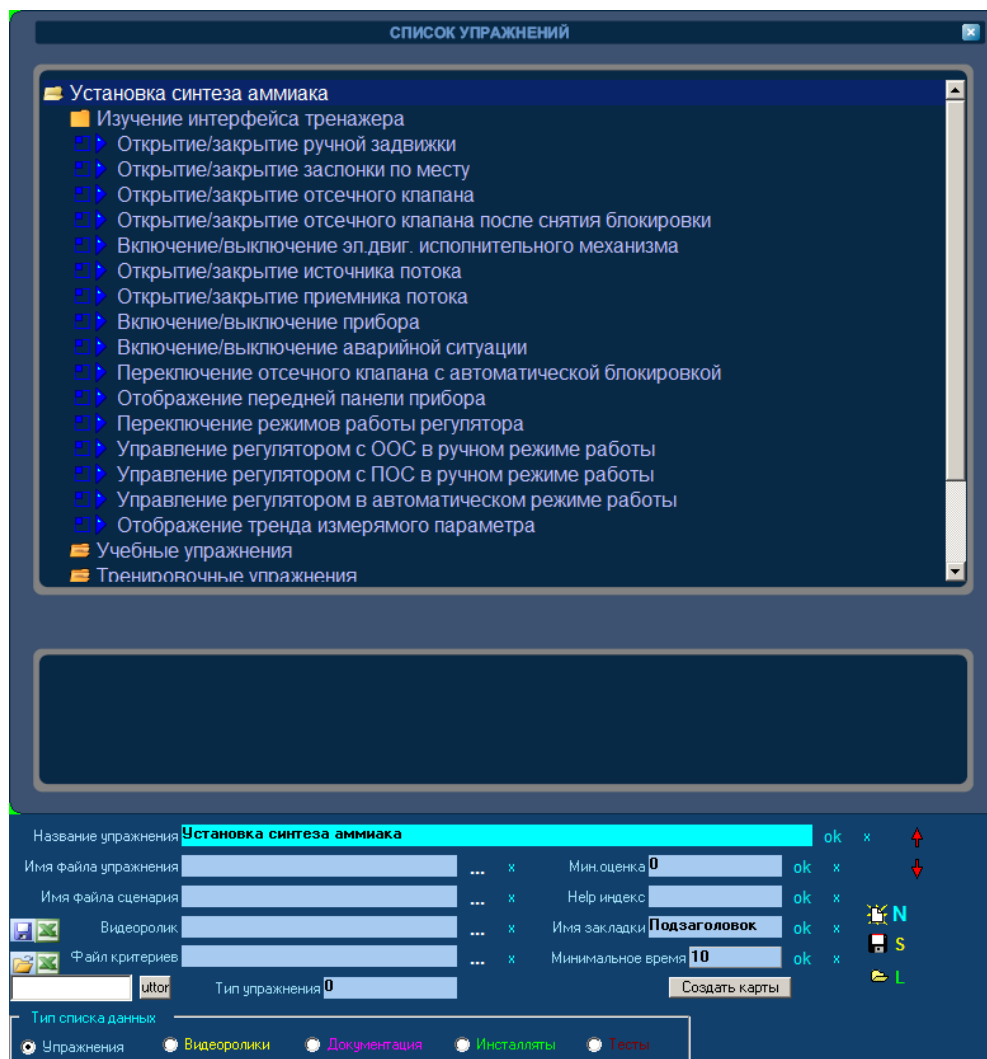 СПИСОК УПРАЖНЕНИЙ
Установка синтеза аммиака
Изучение интерфейса тренажера
Открытие/закрытие ручной задвижки
Открытие/закрытие заслонки по месту
Открытие/закрытие отсечного клапана
Открытие/закрытие отсечного клапана после снятия блокировки
Включение/выключение эл.двиг. исполнительного механизма
Открытие/закрытие источника потока
Открытие/закрытие приемника потока
Включение/выключение прибора
Включение/выключение аварийной ситуации
Переключение отсечного клапана с автоматической блокировкой
Отображение передней панели прибора
Переключение режимов работы регулятора
Управление регулятором с ООС в ручном режиме работы
Управление регулятором с ПОС в ручном режиме работы
Управление регулятором в автоматическом режиме работы
Отображение тренда измерямого параметра
Учебные упражнения
Тренировочные упражнения
Название упражнения Установка синтеза аммиака ok x
Имя файла упражнения ... x Мин.оценка 0 ok x
Имя файла сценария ... x Help индекс ok x
Видеоролик ... x Имя закладки Подзаголовок ok x
Файл критериев ... x Минимальное время 10 ok x
N
S
L
uttor Тип упражнения 0 Создать карты
Тип списка данных
Упражнения Видеоролики Документация Инсталляты Тесты